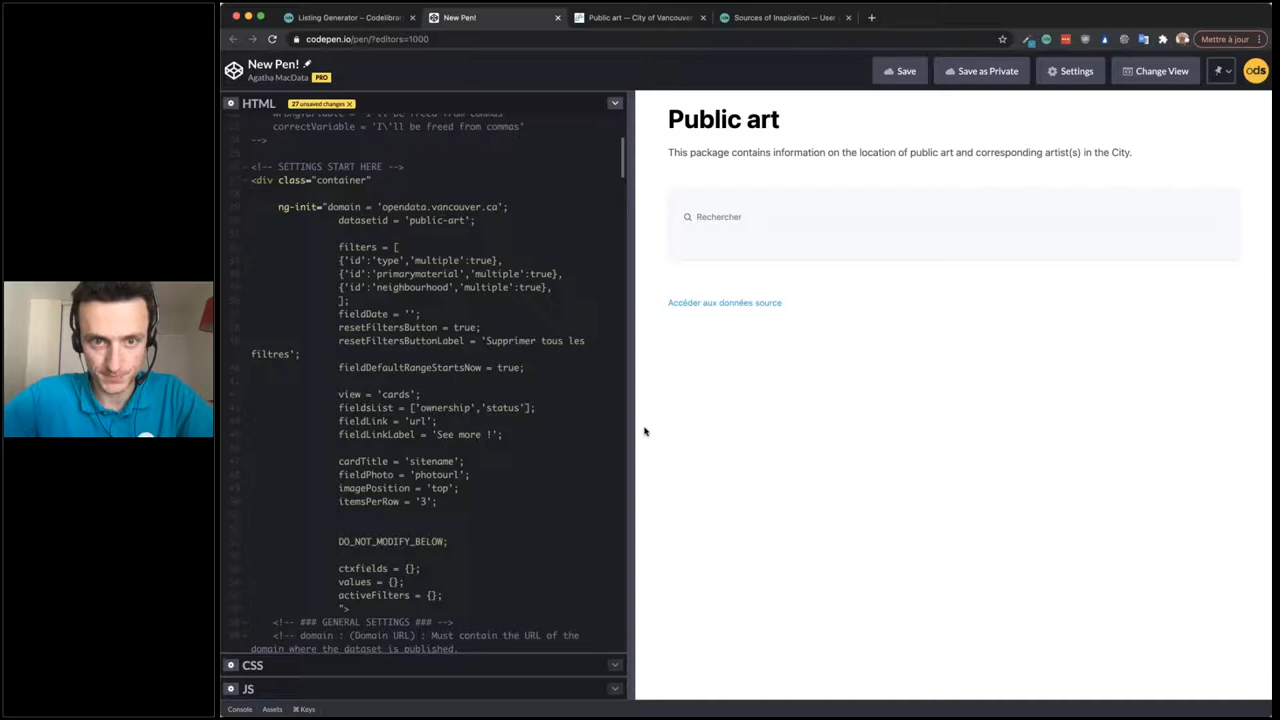 Listing Generator – Codelibrar
New Pen!
Public art — City of Vancouver
Sources of Inspiration — User
codepen.io/pen/?editors=1000
Mettre à jour
New Pen!
Agatha MacData PRO
Save
Save as Private
Settings
Change View
ods
HTML
27 unsaved changes X
wrongVariable = 'I'll be freed from commas'
correctVariable = 'I\'ll be freed from commas'
-->
<!-- SETTINGS START HERE -->
<div class="container"
ng-init="domain = 'opendata.vancouver.ca';
datasetid = 'public-art';
filters = [
{'id':'type','multiple':true},
{'id':'primarymaterial','multiple':true},
{'id':'neighbourhood','multiple':true},
];
fieldDate = '';
resetFiltersButton = true;
resetFiltersButtonLabel = 'Supprimer tous les
filtres';
fieldDefaultRangeStartsNow = true;
view = 'cards';
fieldsList = ['ownership','status'];
fieldLink = 'url';
fieldLinkLabel = 'See more !';
cardTitle = 'sitename';
fieldPhoto = 'photourl';
imagePosition = 'top';
itemsPerRow = '3';
DO_NOT_MODIFY_BELOW;
ctxfields = {};
values = {};
activeFilters = {};
">
<!-- ### GENERAL SETTINGS ### -->
<!-- domain : (Domain URL) : Must contain the URL of the
domain where the dataset is published.
CSS
JS
Console
Assets
⌘ Keys
Public art
This package contains information on the location of public art and corresponding artist(s) in the City.
Rechercher
Accéder aux données source